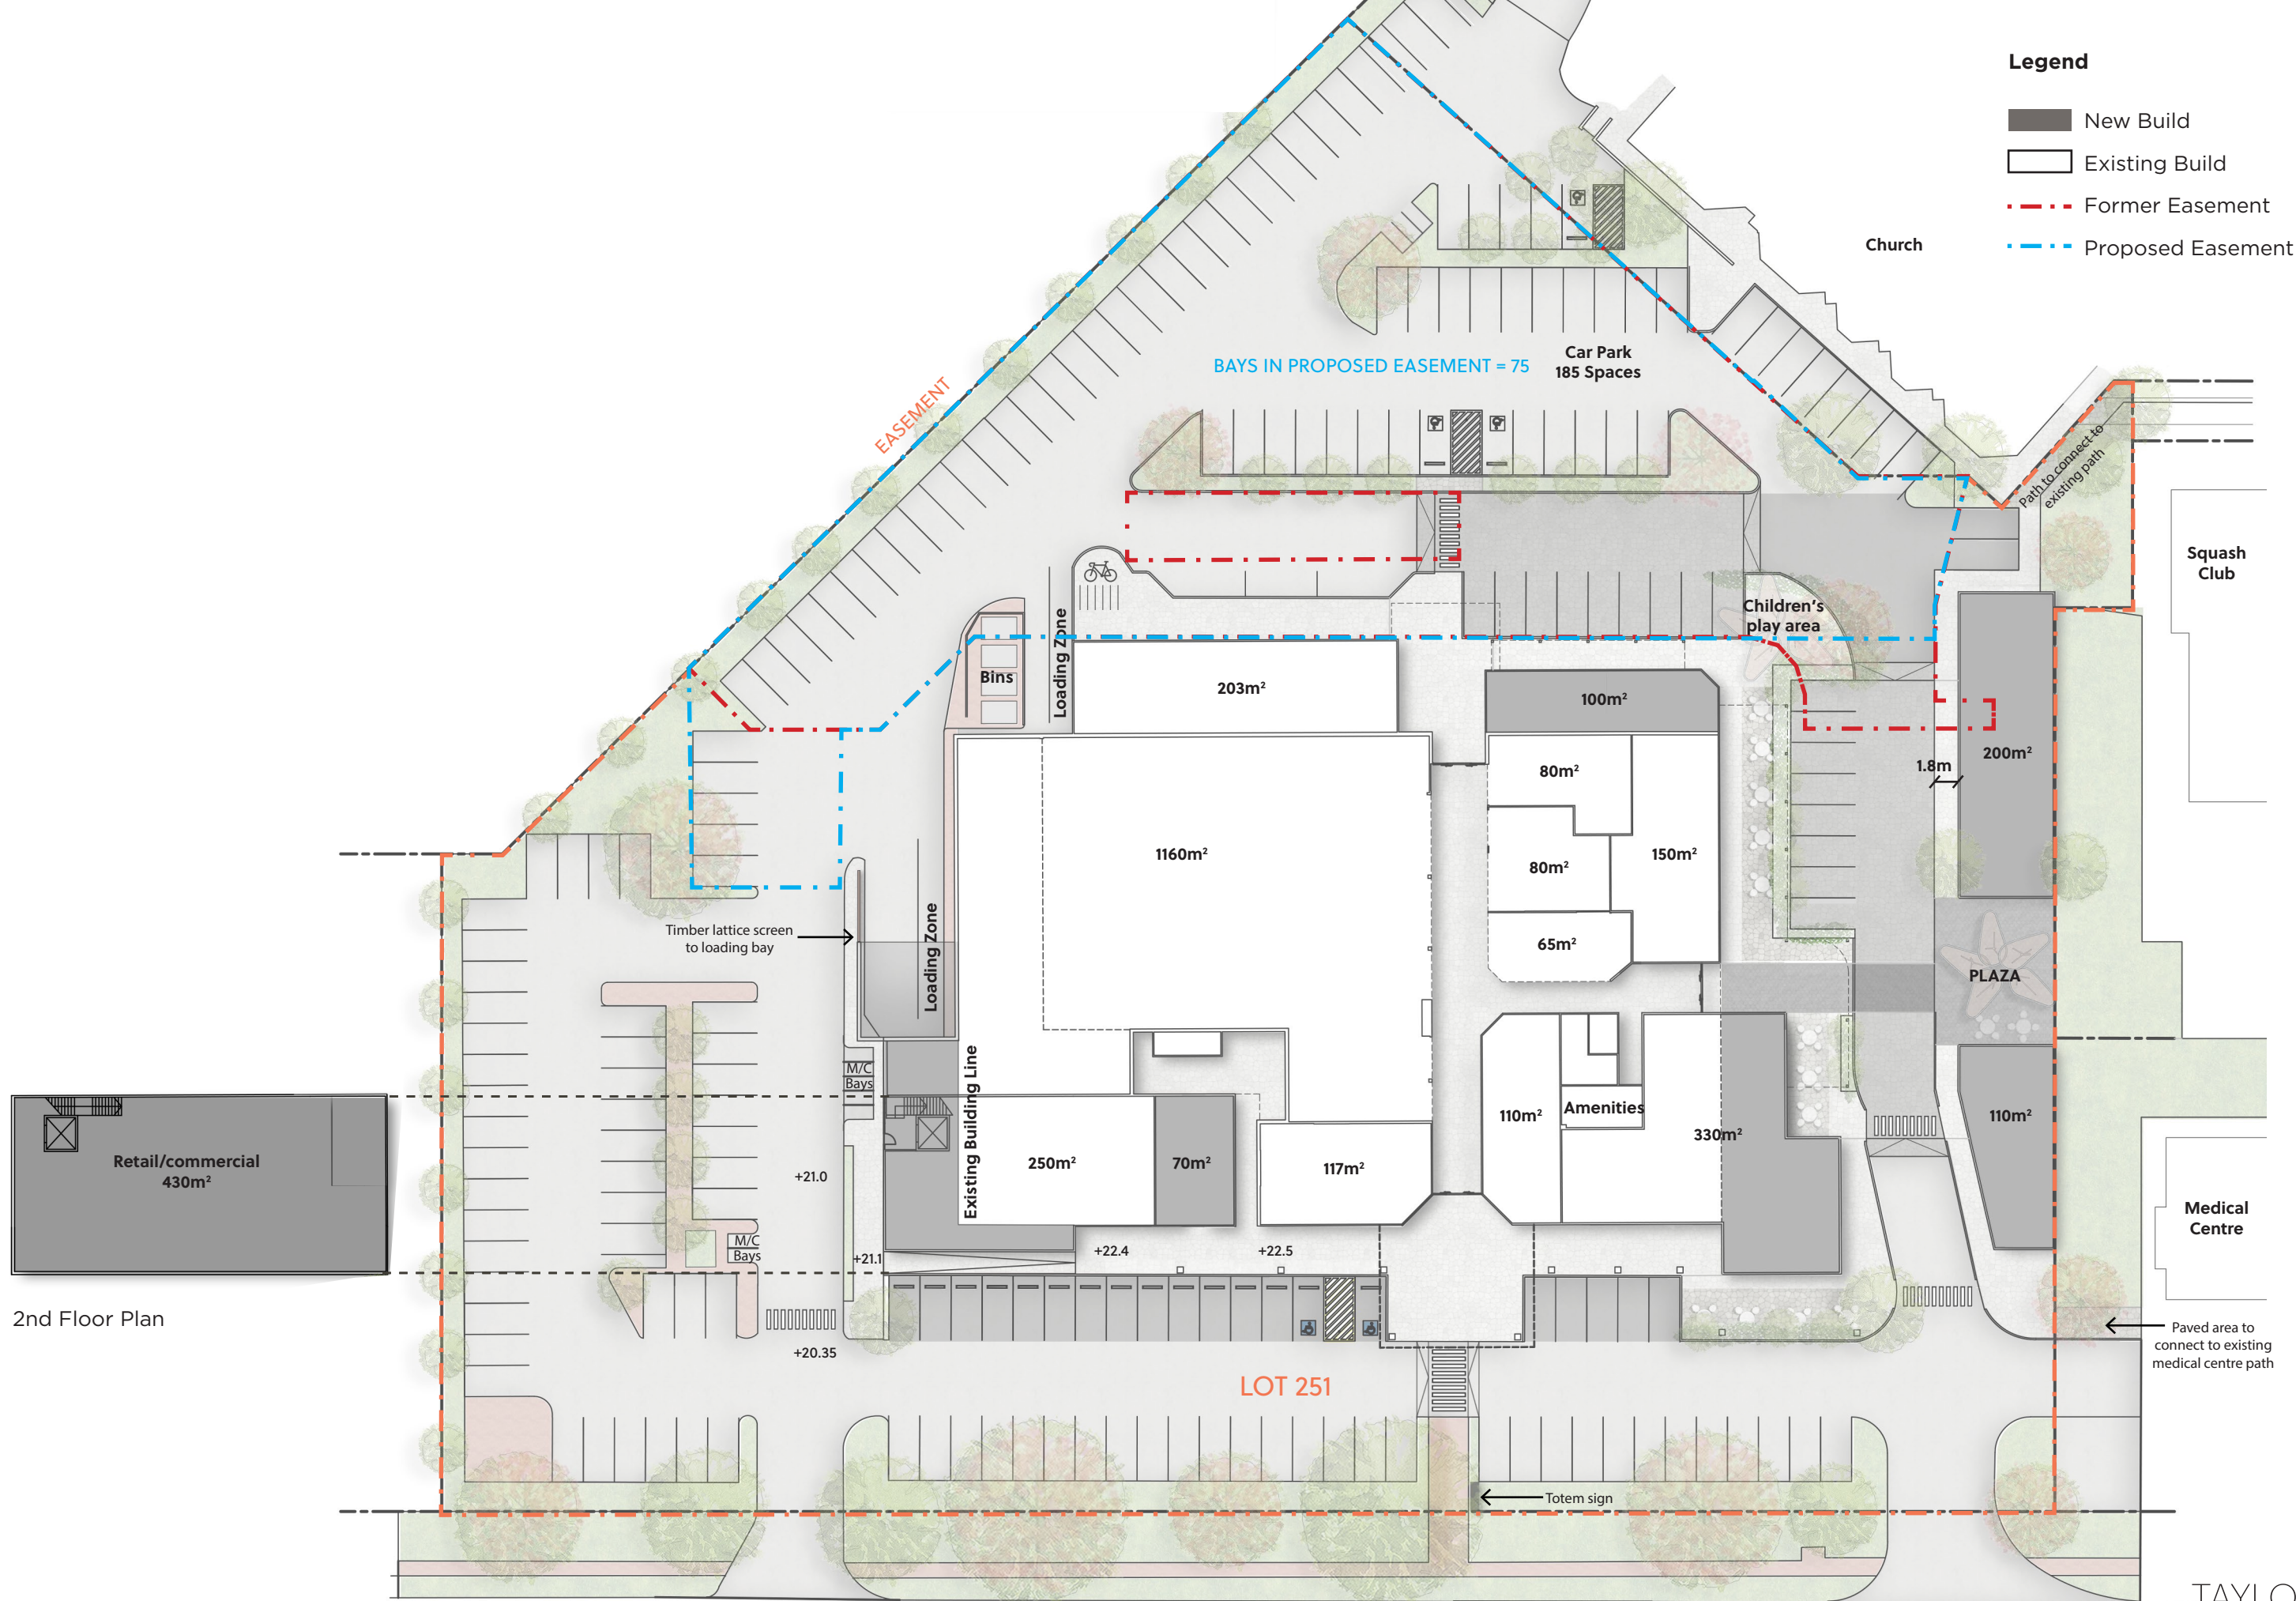 Legend
New Build
Existing Build
Former Easement
Proposed Easement
Church
BAYS IN PROPOSED EASEMENT = 75
Car Park
185 Spaces
EASEMENT
Path to connect to
existing path
Squash
Club
Children's
play area
Loading Zone
Bins
203m²
100m²
200m²
1.8m
80m²
1160m²
80m²
150m²
65m²
Timber lattice screen
to loading bay
Loading Zone
PLAZA
M/C
Bays
Existing Building Line
110m²
Amenities
330m²
110m²
Retail/commercial
430m²
250m²
70m²
117m²
+21.0
Medical
Centre
M/C
Bays
+21.1
+22.4
+22.5
2nd Floor Plan
+20.35
Paved area to
connect to existing
medical centre path
LOT 251
Totem sign
TAYLO